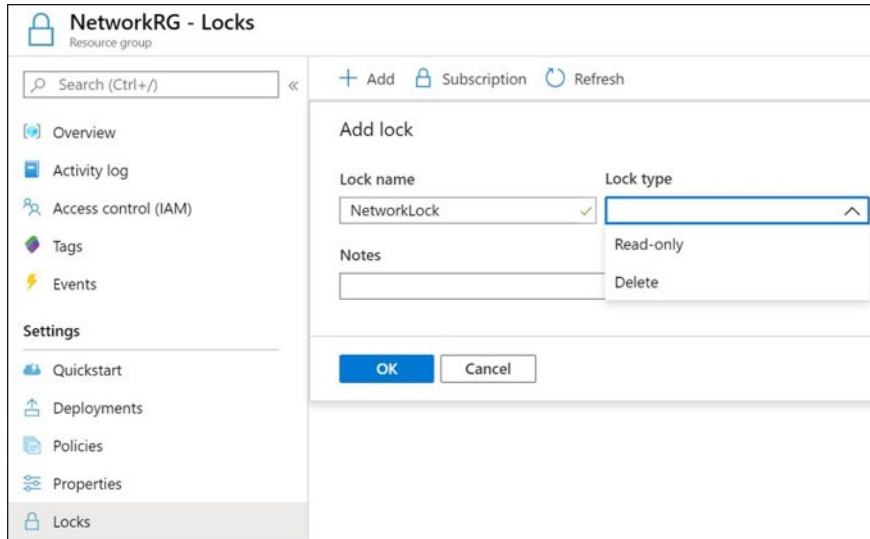 NetworkRG - Locks
Resource group
Search (Ctrl+/)
«
Overview
Activity log
Access control (IAM)
Tags
Events
Settings
Quickstart
Deployments
Policies
Properties
Locks
+ Add Subscription Refresh
Add lock
Lock name Lock type
NetworkLock
Read-only
Notes
Delete
OK Cancel